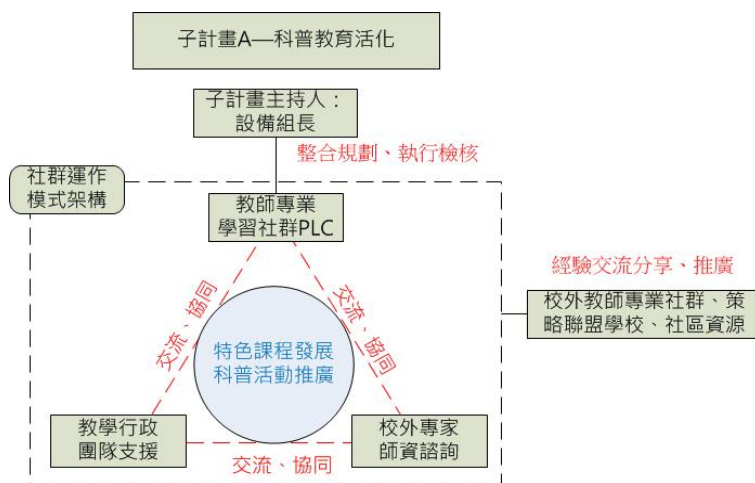 子計畫A—科普教育活化
子計畫主持人：
設備組長
整合規劃、執行檢核
社群運作
模式架構
教師專業
學習社群PLC
經驗交流分享、推廣
校外教師專業社群、策
略聯盟學校、社區資源
交流、協同
交流、協同
特色課程發展
科普活動推廣
教學行政
團隊支援
校外專家
師資諮詢
交流、協同